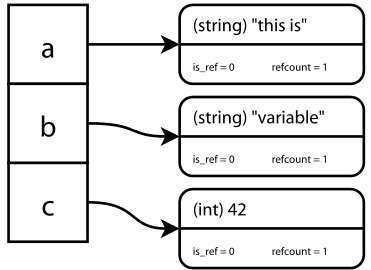 a
(string) "this is"
is_ref = 0 refcount = 1
b
(string) "variable"
is_ref = 0 refcount = 1
c
(int) 42
is_ref = 0 refcount = 1